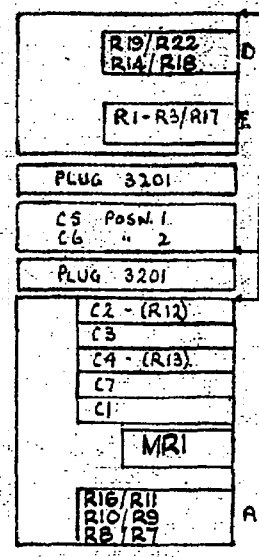 R19/R22
R14/R18
D
R1-R3/R17
E
PLUG 3201
C5 POSN. 1
C6 " 2
PLUG 3201
C2 - (R12)
C3
C4 - (R13)
C7
C1
MR1
R16/R11
R10/R9
R8/R7
A